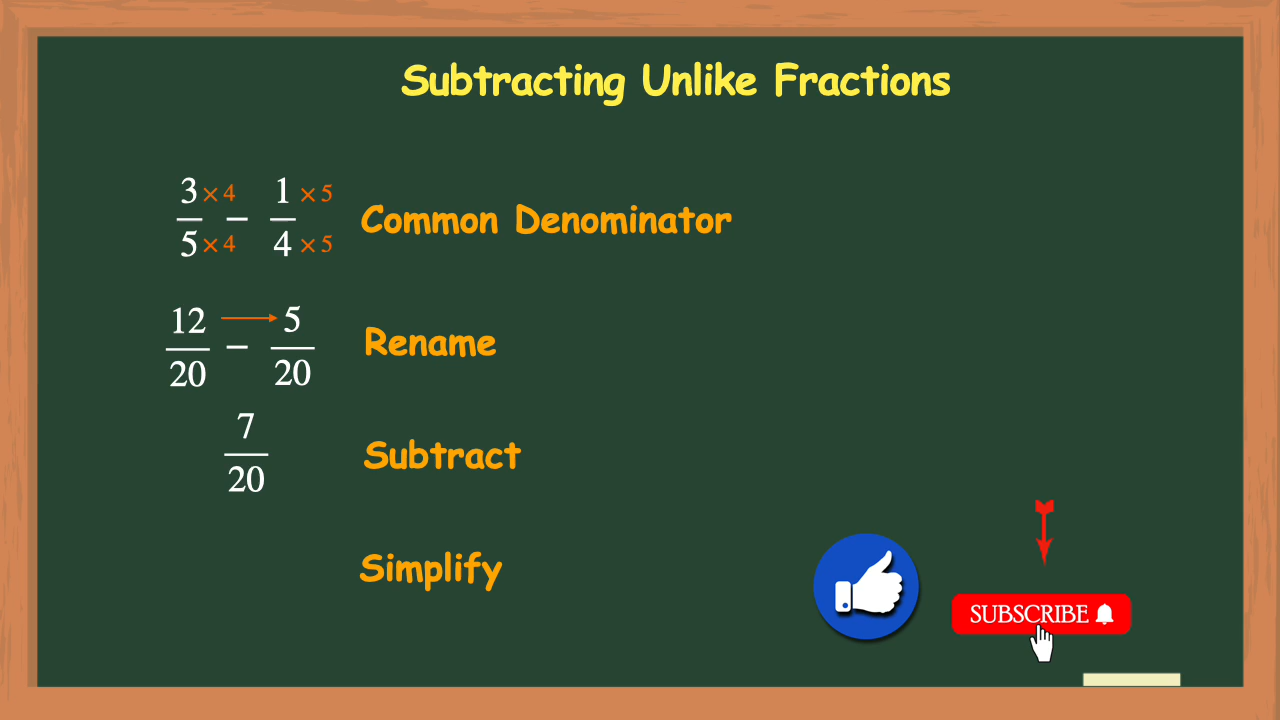 Subtracting Unlike Fractions
3 × 4 1 × 5
— – — Common Denominator
5 × 4 4 × 5
12 → 5
— – — Rename
20 20
7
— Subtract
20
Simplify
SUBSCRIBE